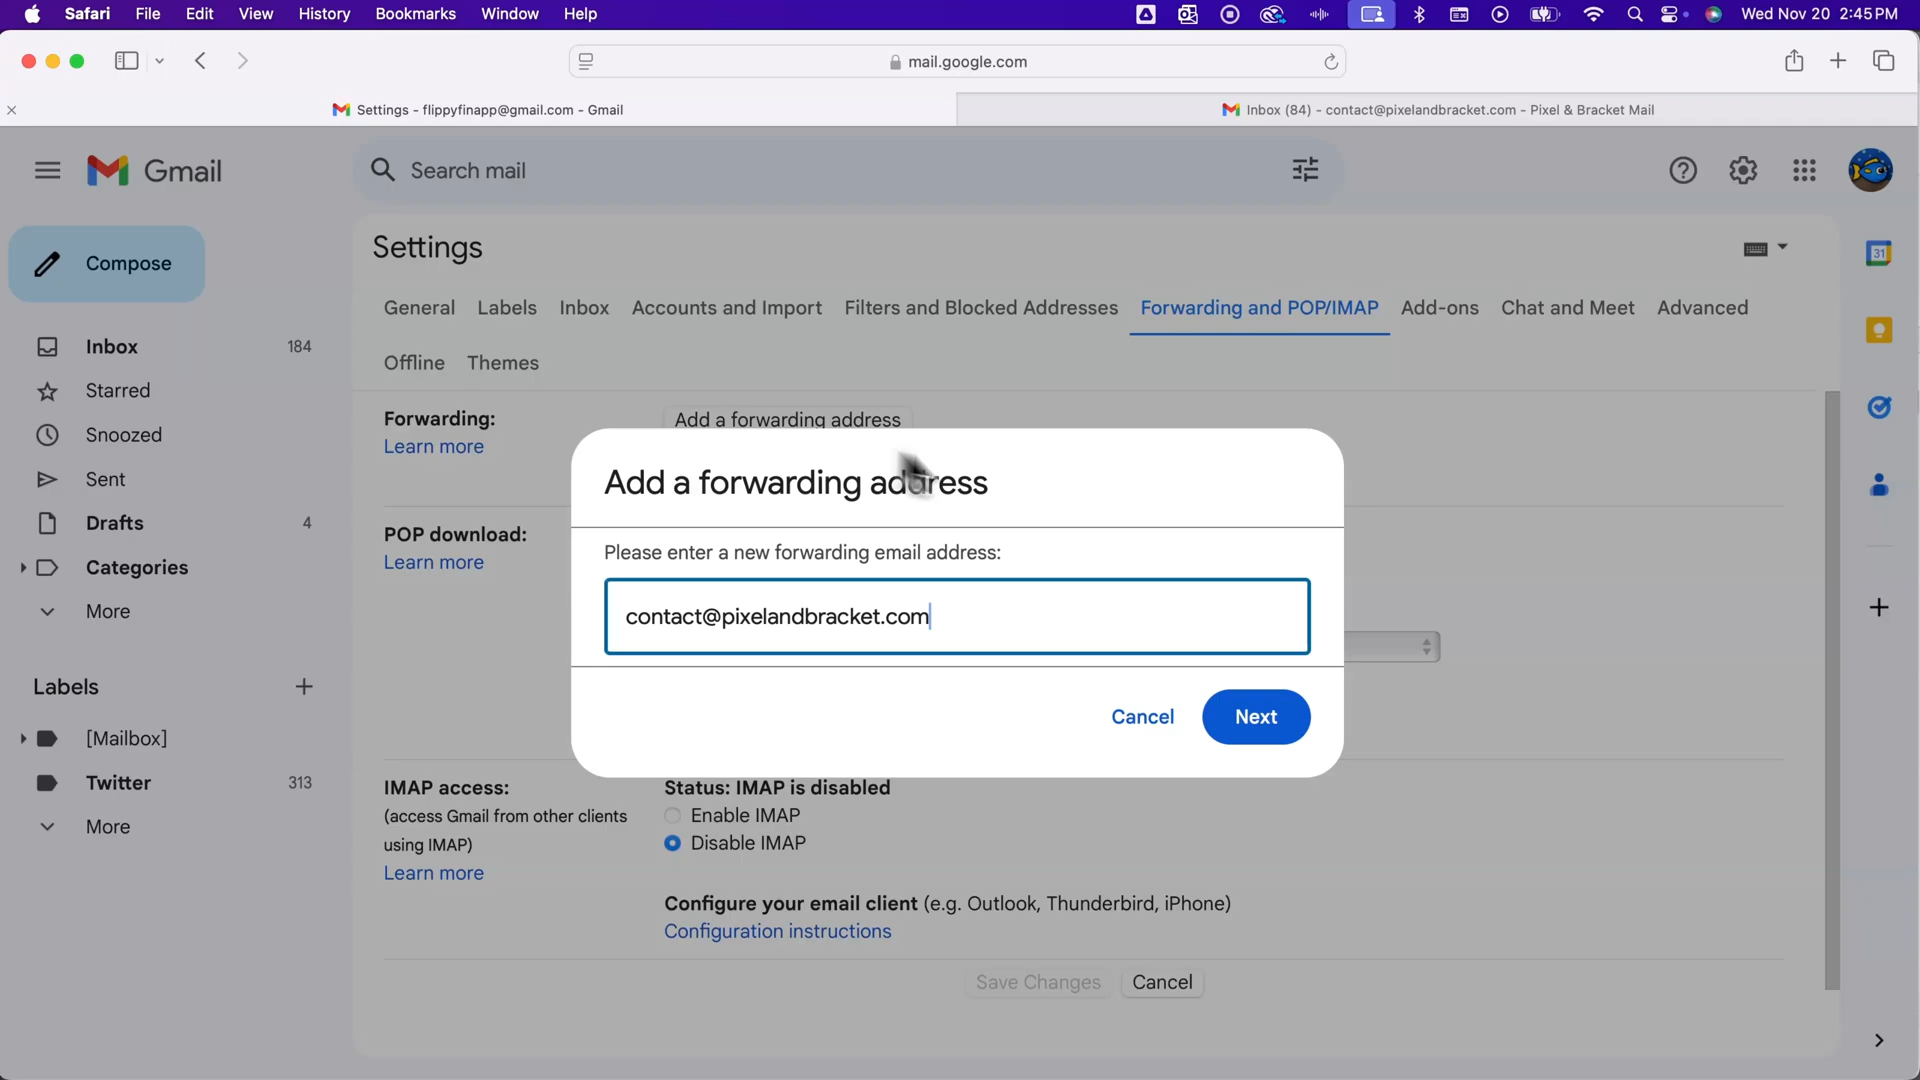 Safari File Edit View History Bookmarks Window Help Wed Nov 20 2:45 PM
mail.google.com
Settings - flippyfinapp@gmail.com - Gmail
Inbox (84) - contact@pixelandbracket.com - Pixel & Bracket Mail
Gmail
Search mail
Compose
Inbox 184
Starred
Snoozed
Sent
Drafts 4
Categories
More
Labels
[Mailbox]
Twitter 313
More
Settings
General Labels Inbox Accounts and Import Filters and Blocked Addresses Forwarding and POP/IMAP Add-ons Chat and Meet Advanced
Offline Themes
Forwarding:
Learn more
Add a forwarding address
POP download:
Learn more
Add a forwarding address
Please enter a new forwarding email address:
contact@pixelandbracket.com
Cancel Next
IMAP access:
(access Gmail from other clients
using IMAP)
Learn more
Status: IMAP is disabled
Enable IMAP
Disable IMAP
Configure your email client (e.g. Outlook, Thunderbird, iPhone)
Configuration instructions
Save Changes Cancel
31